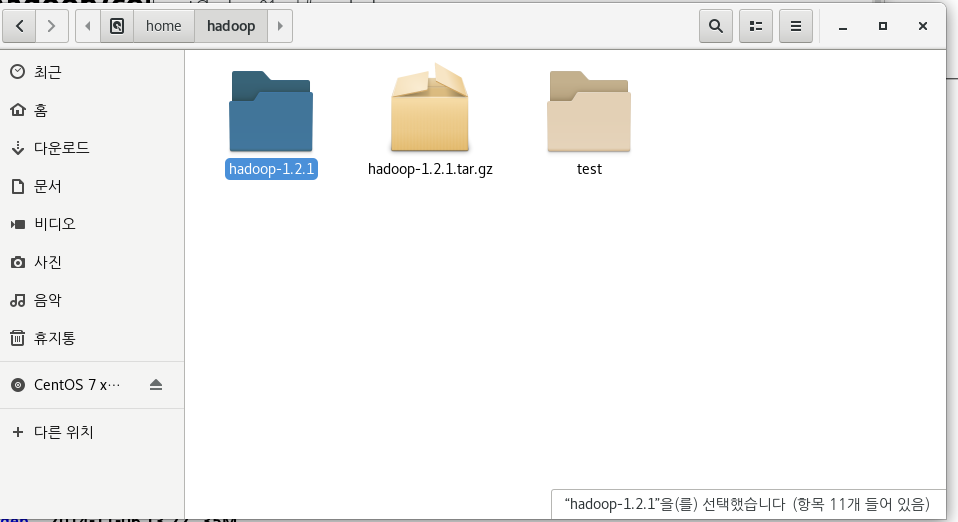 home
hadoop
최근
홈
다운로드
문서
비디오
사진
음악
휴지통
CentOS 7 x…
다른 위치
hadoop-1.2.1
hadoop-1.2.1.tar.gz
test
“hadoop-1.2.1”을(를) 선택했습니다 (항목 11개 들어 있음)